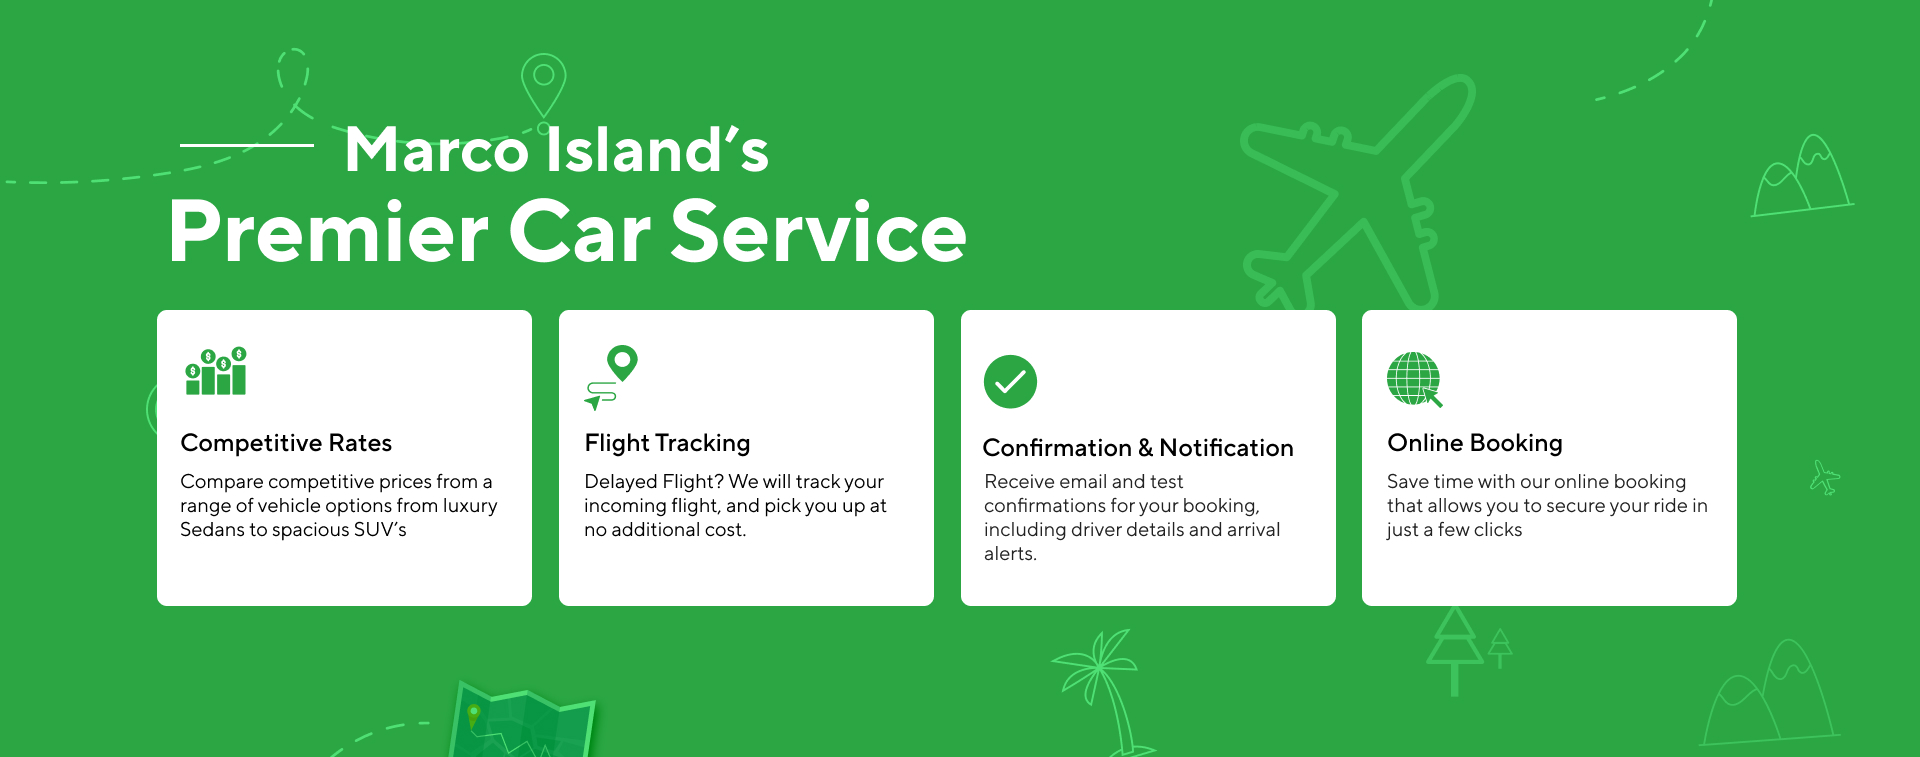 Marco Island’s
Premier Car Service
Competitive Rates
Compare competitive prices from a
range of vehicle options from luxury
Sedans to spacious SUV’s
Flight Tracking
Delayed Flight? We will track your
incoming flight, and pick you up at
no additional cost.
Confirmation & Notification
Receive email and test
confirmations for your booking,
including driver details and arrival
alerts.
Online Booking
Save time with our online booking
that allows you to secure your ride in
just a few clicks